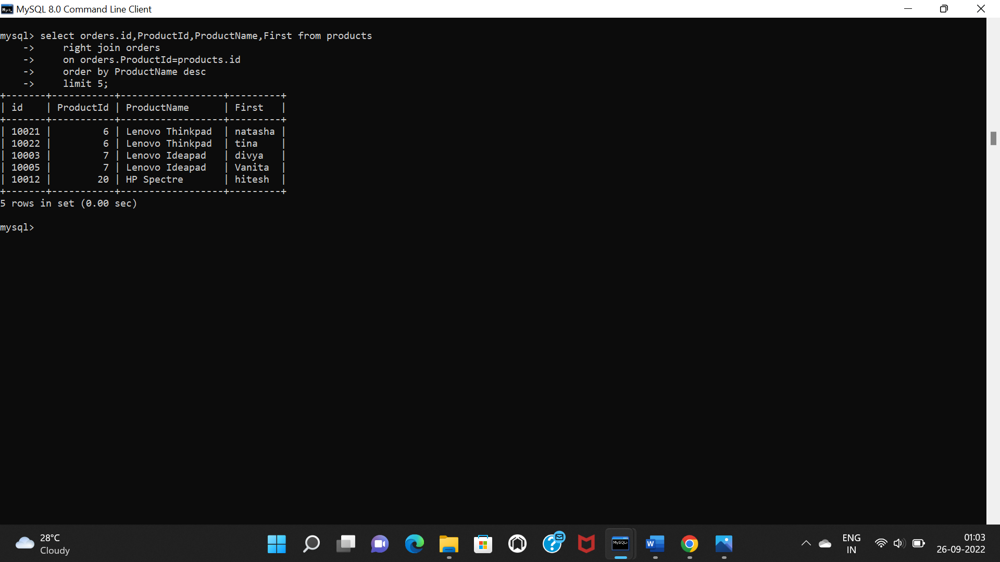 MySQL 8.0 Command Line Client
mysql> select orders.id,ProductId,ProductName,First from products
    ->     right join orders
    ->     on orders.ProductId=products.id
    ->     order by ProductName desc
    ->     limit 5;
+-------+-----------+------------------+---------+
| id    | ProductId | ProductName      | First   |
+-------+-----------+------------------+---------+
| 10021 |         6 | Lenovo Thinkpad  | natasha |
| 10022 |         6 | Lenovo Thinkpad  | tina    |
| 10003 |         7 | Lenovo Ideapad   | divya   |
| 10005 |         7 | Lenovo Ideapad   | Vanita  |
| 10012 |        20 | HP Spectre       | hitesh  |
+-------+-----------+------------------+---------+
5 rows in set (0.00 sec)
mysql>
28°C
Cloudy
MySQL>
W
ENG
IN
01:03
26-09-2022